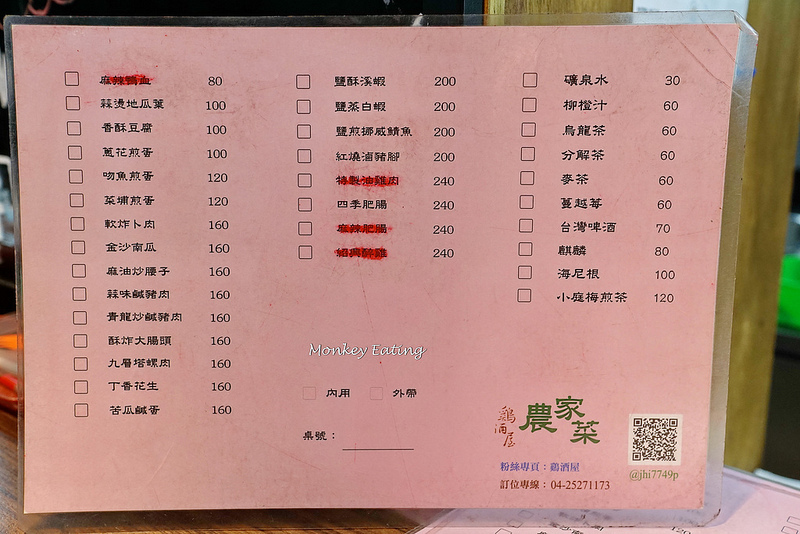 麻辣鴨血 80
蒜燙地瓜葉 100
香酥豆腐 100
蔥花煎蛋 100
吻魚煎蛋 120
菜埔煎蛋 120
軟炸卜肉 160
金沙南瓜 160
麻油炒腰子 160
蒜味鹹豬肉 160
青龍炒鹹豬肉 160
酥炸大腸頭 160
九層塔螺肉 160
丁香花生 160
苦瓜鹹蛋 160
鹽酥溪蝦 200
鹽蒸白蝦 200
鹽煎挪威鯖魚 200
紅燒滷豬腳 200
特製油雞肉 240
四季肥腸 240
麻辣肥腸 240
紹興醉雞 240
礦泉水 30
柳橙汁 60
烏龍茶 60
分解茶 60
麥茶 60
蔓越莓 60
台灣啤酒 70
麒麟 80
海尼根 100
小庭梅煎茶 120
Monkey Eating
內用 外帶
桌號：
鷄酒屋
農家菜
粉絲專頁：鷄酒屋
訂位專線：04-25271173
@jhi7749p